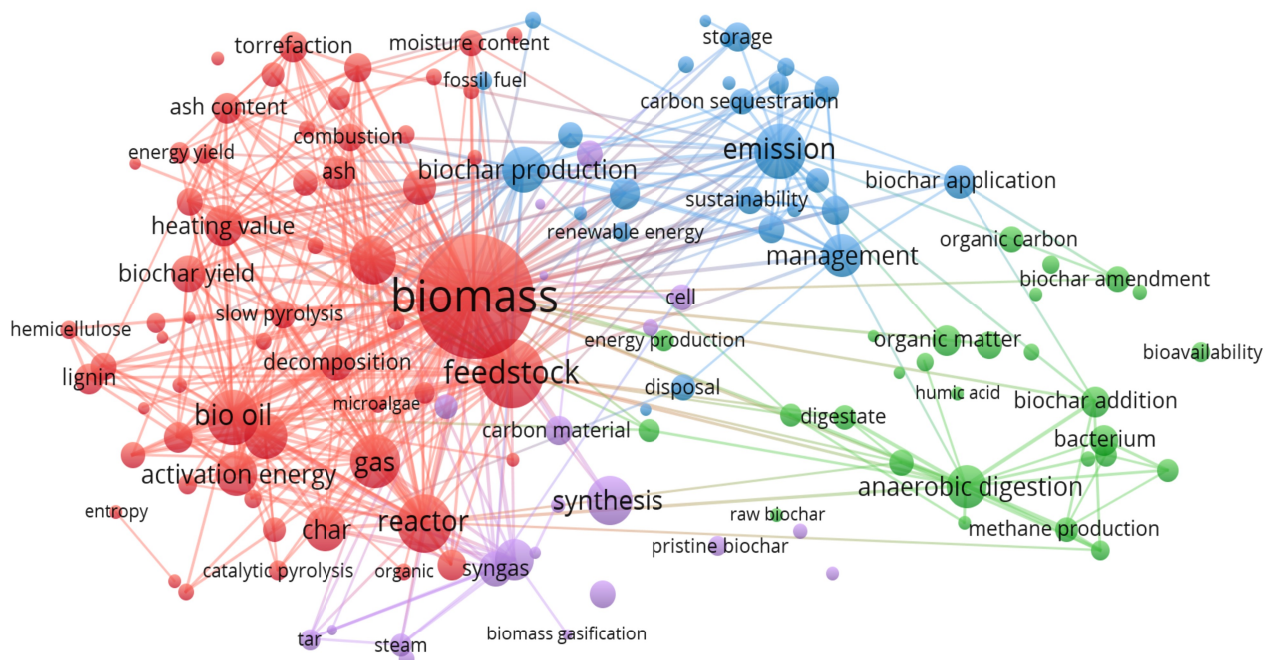 torrefaction
moisture content
storage
fossil fuel
ash content
carbon sequestration
combustion
energy yield
emission
ash
biochar production
biochar application
sustainability
heating value
renewable energy
organic carbon
management
biochar yield
biochar amendment
biomass
cell
slow pyrolysis
hemicellulose
energy production
organic matter
bioavailability
decomposition
lignin
feedstock
disposal
humic acid
biochar addition
microalgae
bio oil
digestate
carbon material
bacterium
gas
activation energy
anaerobic digestion
synthesis
entropy
raw biochar
reactor
char
methane production
pristine biochar
syngas
catalytic pyrolysis
organic
biomass gasification
tar
steam